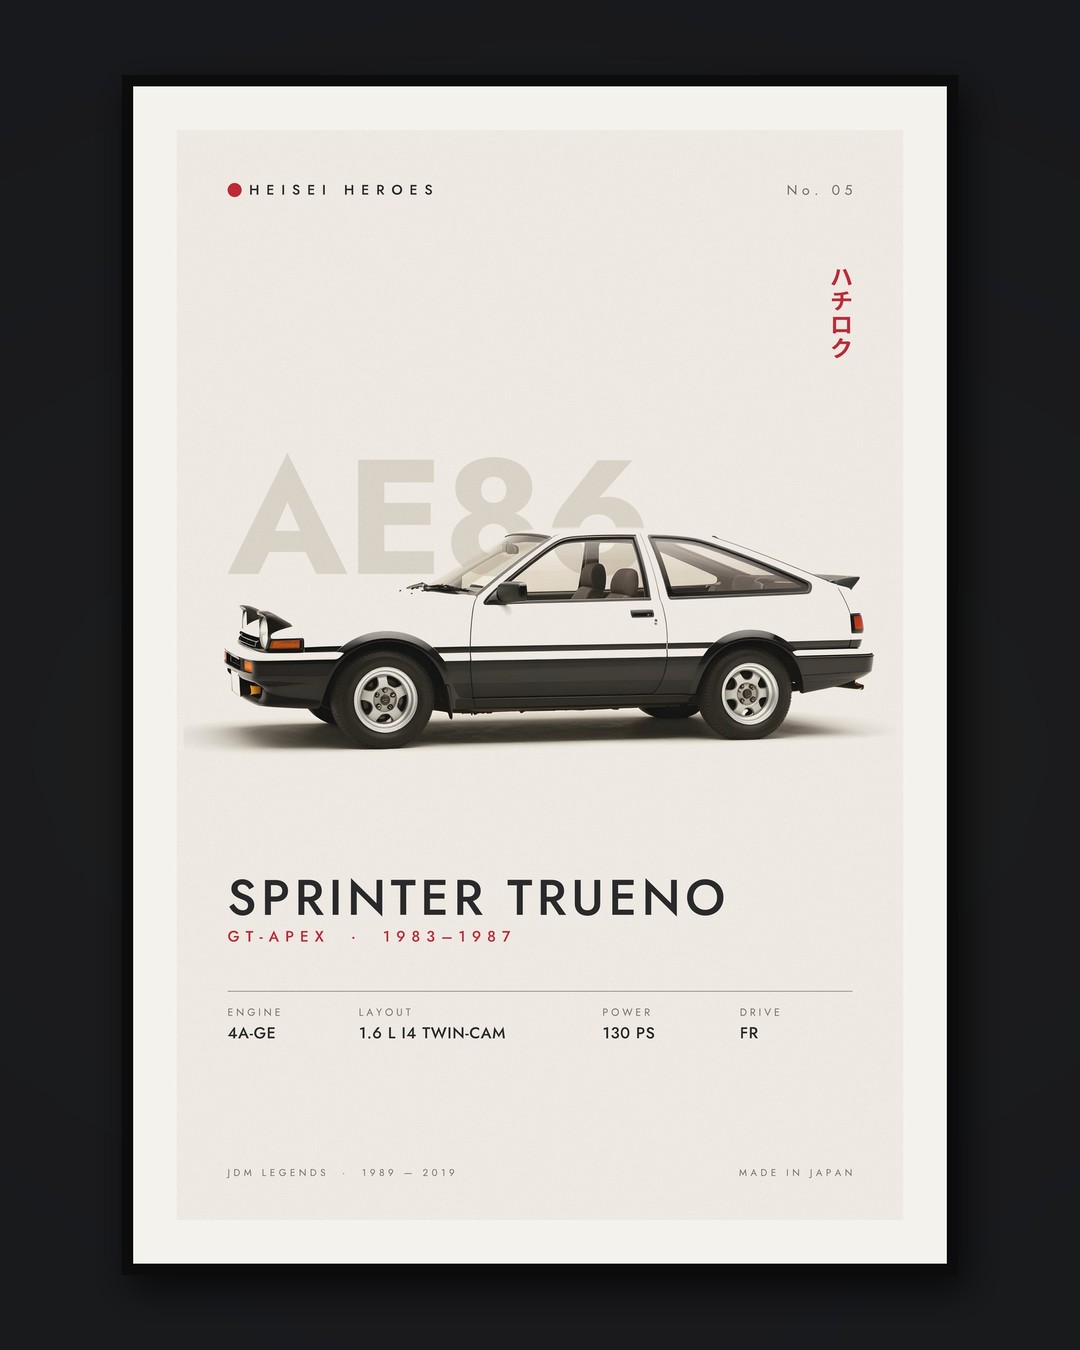 HEISEI HEROES
No. 05
ハチロク
AE86
SPRINTER TRUENO
GT-APEX · 1983–1987
ENGINE LAYOUT POWER DRIVE
4A-GE 1.6 L I4 TWIN-CAM 130 PS FR
JDM LEGENDS · 1989 — 2019
MADE IN JAPAN